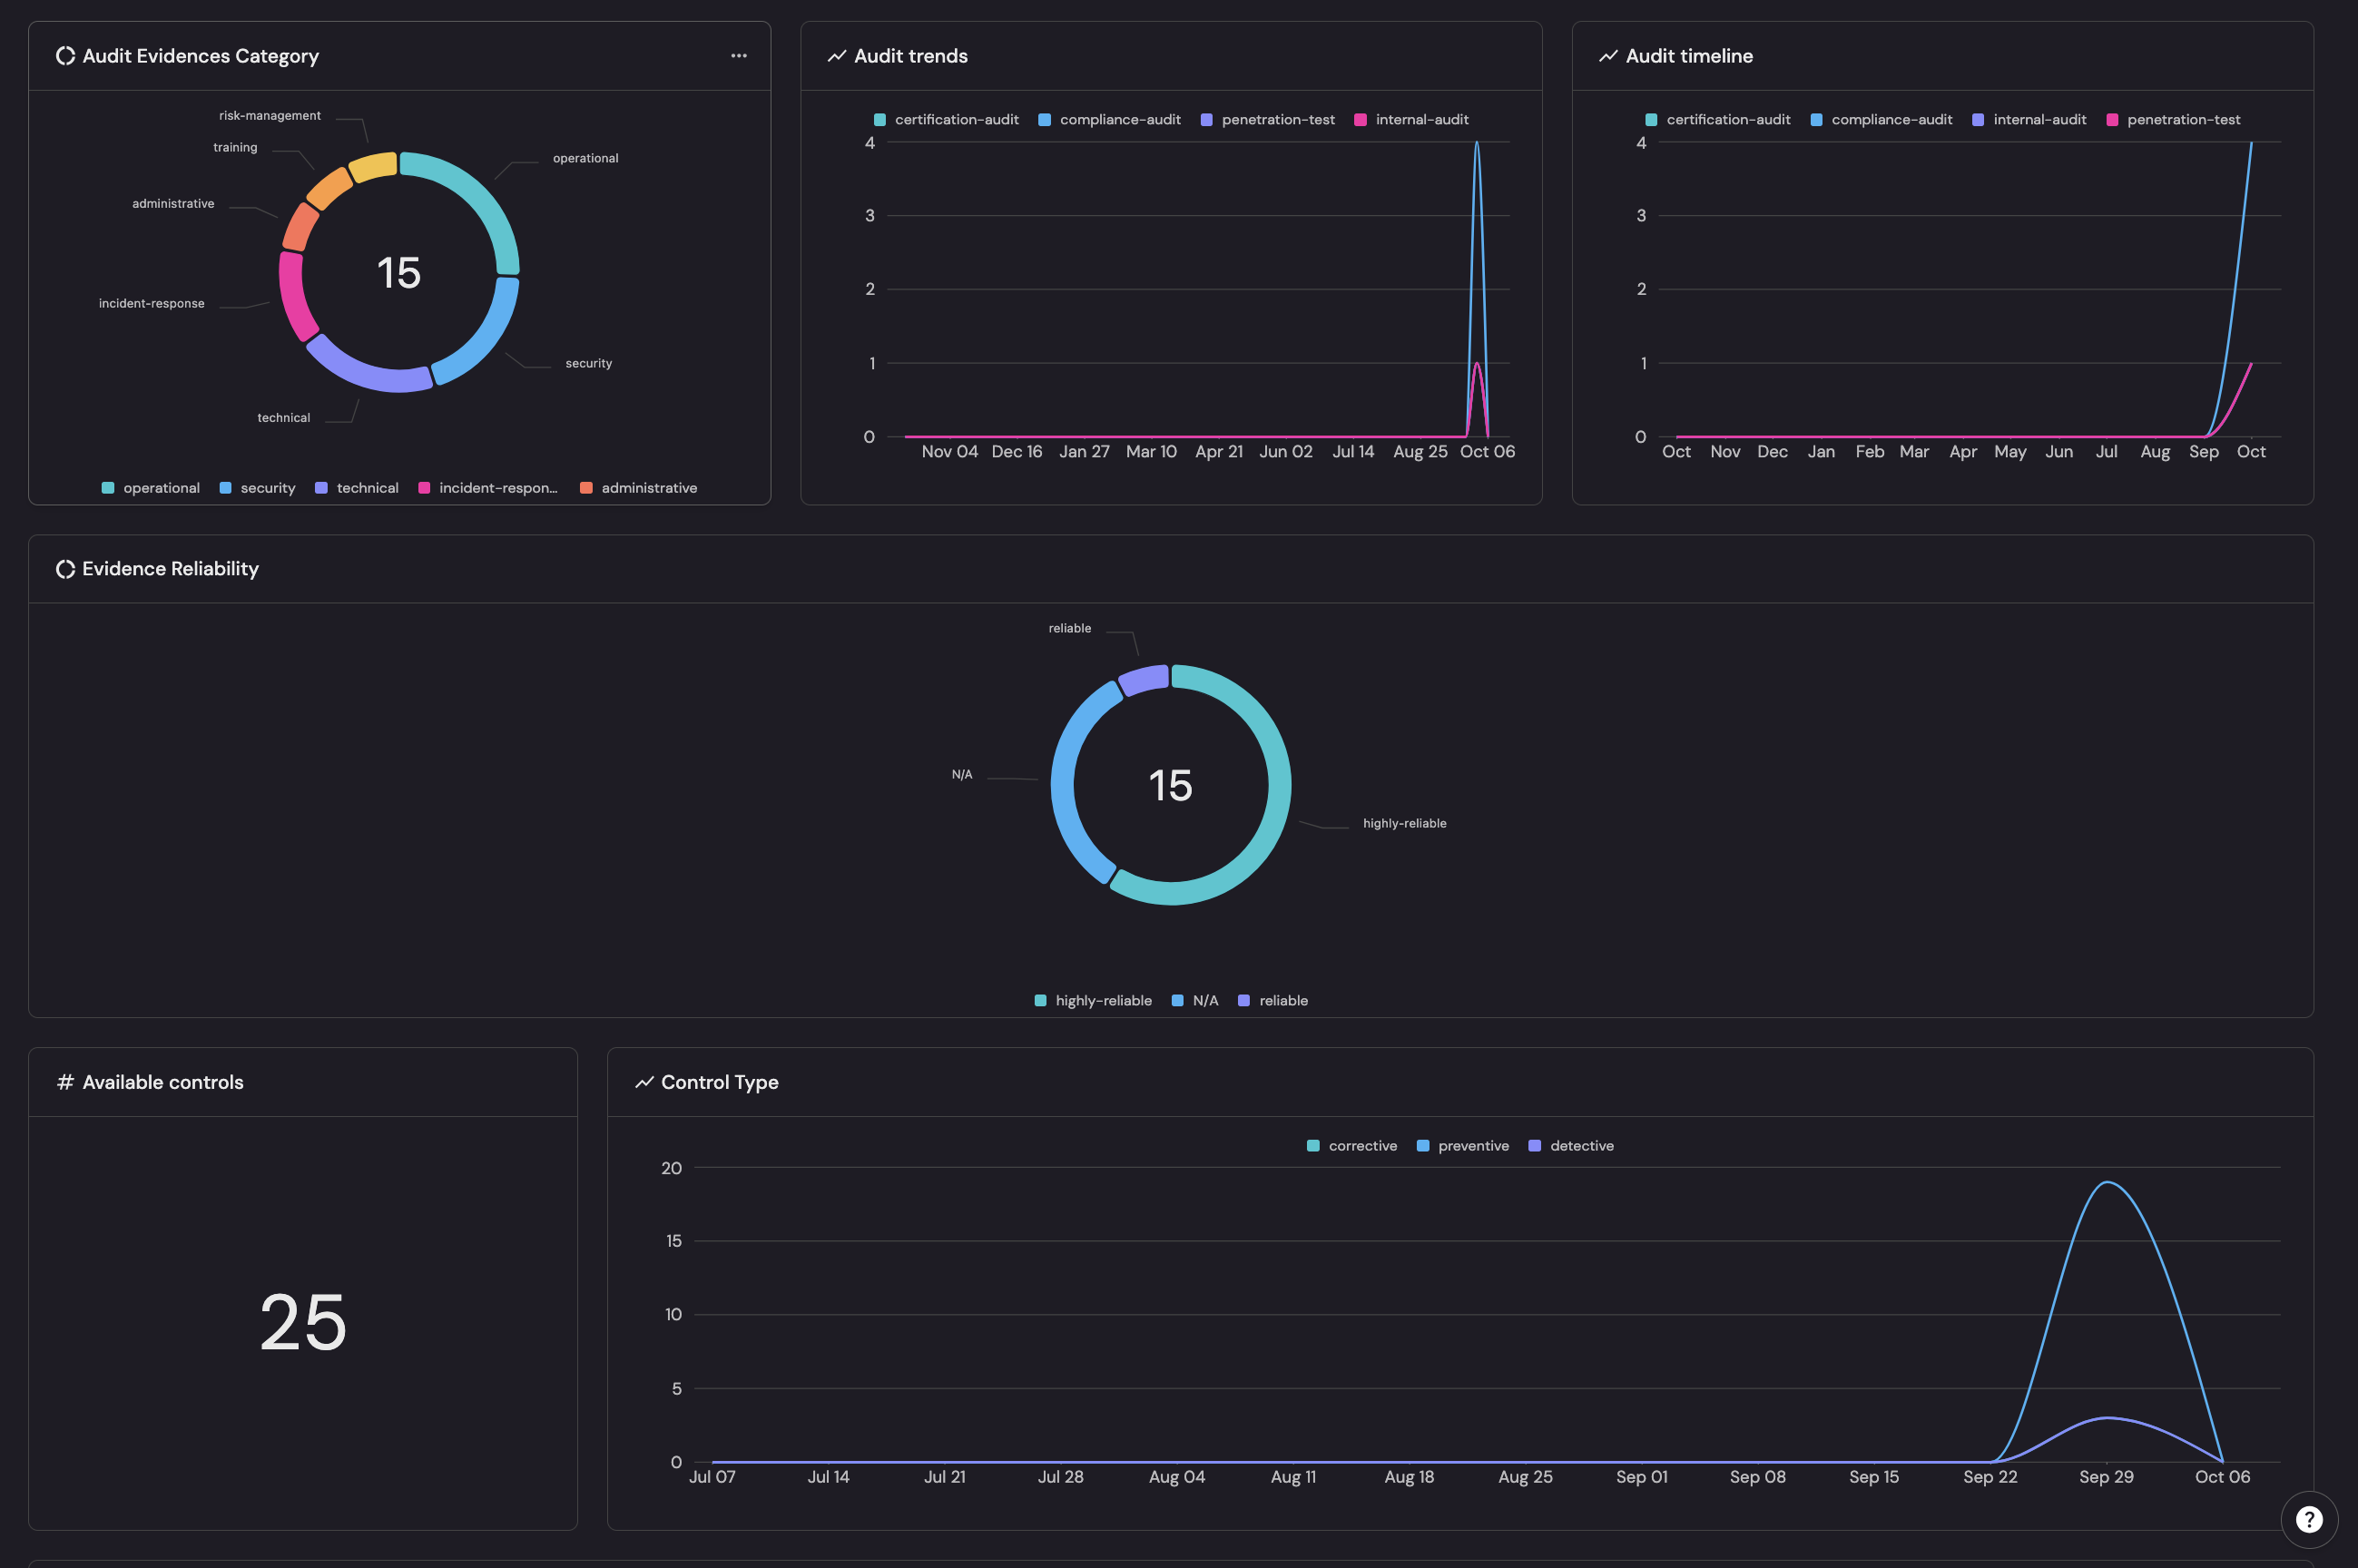 Audit Evidences Category
risk-management
training
operational
administrative
15
incident-response
security
technical
operational security technical incident-respon... administrative
Audit trends
certification-audit compliance-audit penetration-test internal-audit
4
3
2
1
0
Nov 04 Dec 16 Jan 27 Mar 10 Apr 21 Jun 02 Jul 14 Aug 25 Oct 06
Audit timeline
certification-audit compliance-audit internal-audit penetration-test
4
3
2
1
0
Oct Nov Dec Jan Feb Mar Apr May Jun Jul Aug Sep Oct
Evidence Reliability
reliable
N/A
15
highly-reliable
highly-reliable N/A reliable
# Available controls
25
Control Type
corrective preventive detective
20
15
10
5
0
Jul 07 Jul 14 Jul 21 Jul 28 Aug 04 Aug 11 Aug 18 Aug 25 Sep 01 Sep 08 Sep 15 Sep 22 Sep 29 Oct 06
?